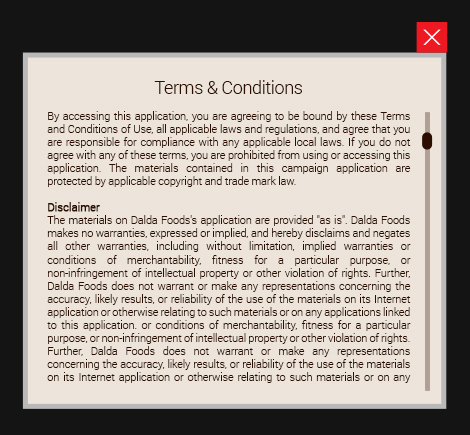 Terms & Conditions
By accessing this application, you are agreeing to be bound by these Terms
and Conditions of Use, all applicable laws and regulations, and agree that you
are responsible for compliance with any applicable local laws. If you do not
agree with any of these terms, you are prohibited from using or accessing this
application. The materials contained in this campaign application are
protected by applicable copyright and trade mark law.
Disclaimer
The materials on Dalda Foods's application are provided "as is". Dalda Foods
makes no warranties, expressed or implied, and hereby disclaims and negates
all other warranties, including without limitation, implied warranties or
conditions of merchantability, fitness for a particular purpose, or
non-infringement of intellectual property or other violation of rights. Further,
Dalda Foods does not warrant or make any representations concerning the
accuracy, likely results, or reliability of the use of the materials on its Internet
application or otherwise relating to such materials or on any applications linked
to this application. or conditions of merchantability, fitness for a particular
purpose, or non-infringement of intellectual property or other violation of rights.
Further, Dalda Foods does not warrant or make any representations
concerning the accuracy, likely results, or reliability of the use of the materials
on its Internet application or otherwise relating to such materials or on any